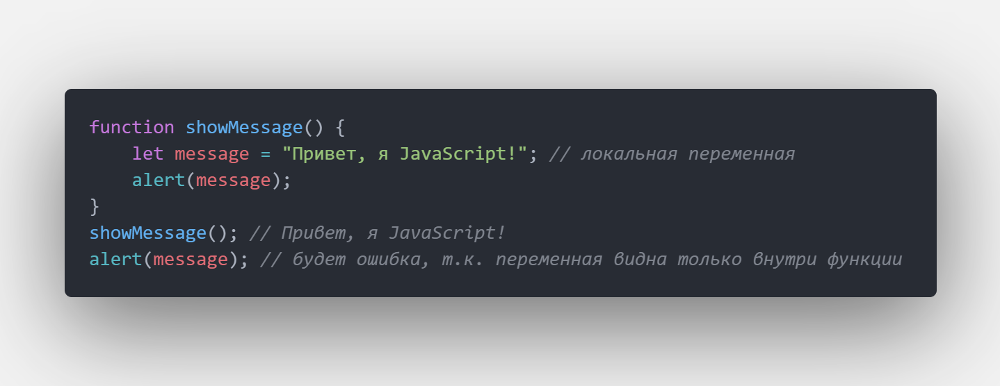 function showMessage() {
    let message = "Привет, я JavaScript!"; // локальная переменная
    alert(message);
}
showMessage(); // Привет, я JavaScript!
alert(message); // будет ошибка, т.к. переменная видна только внутри функции